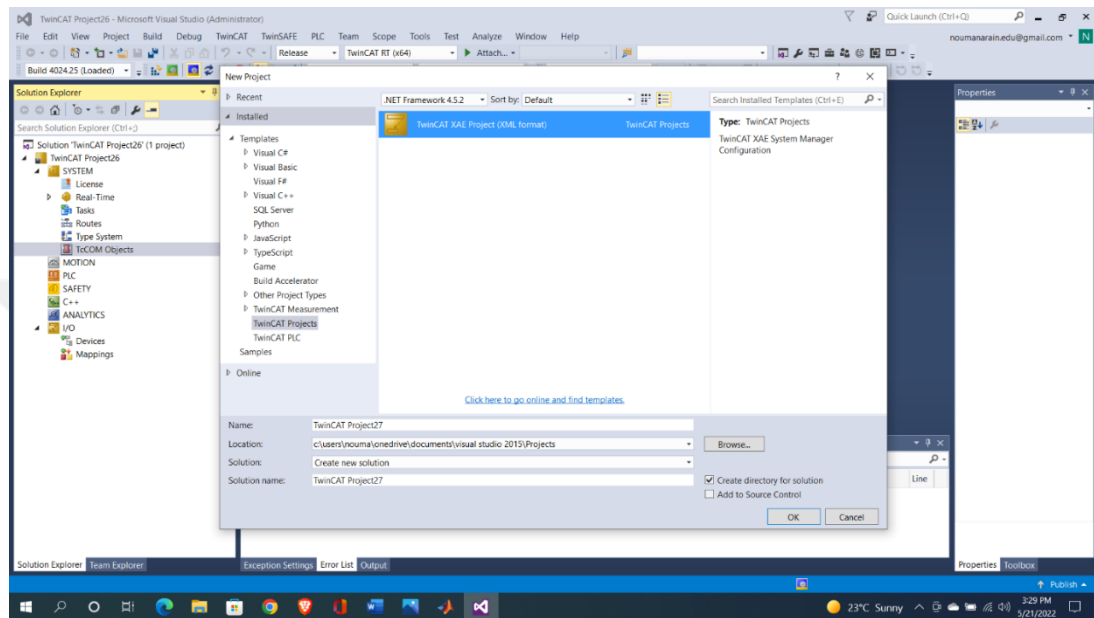 TwinCAT Project26 - Microsoft Visual Studio (Administrator)
Quick Launch (Ctrl+Q)
File Edit View Project Build Debug TwinCAT TwinSAFE PLC Team Scope Tools Test Analyze Window Help
noumanarain.edu@gmail.com N
Release TwinCAT RT (x64) Attach...
Build 4024.25 (Loaded)
Solution Explorer
Search Solution Explorer (Ctrl+;)
Solution 'TwinCAT Project26' (1 project)
TwinCAT Project26
SYSTEM
License
Real-Time
Tasks
Routes
Type System
TcCOM Objects
MOTION
PLC
SAFETY
C++
ANALYTICS
I/O
Devices
Mappings
New Project
? ×
Recent
Installed
Templates
Visual C#
Visual Basic
Visual F#
Visual C++
SQL Server
Python
JavaScript
TypeScript
Game
Build Accelerator
Other Project Types
TwinCAT Measurement
TwinCAT Projects
TwinCAT PLC
Samples
Online
.NET Framework 4.5.2 Sort by: Default
Search Installed Templates (Ctrl+E)
TwinCAT XAE Project (XML format) TwinCAT Projects
Type: TwinCAT Projects
TwinCAT XAE System Manager
Configuration
Click here to go online and find templates.
Name: TwinCAT Project27
Location: c:\users\nouma\onedrive\documents\visual studio 2015\Projects
Browse...
Solution: Create new solution
Solution name: TwinCAT Project27
Create directory for solution
Add to Source Control
OK Cancel
Properties
Line
Solution Explorer Team Explorer
Exception Settings Error List Output
Properties Toolbox
Publish
23°C Sunny
3:29 PM
5/21/2022